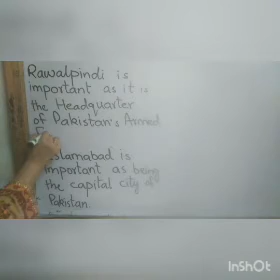 Rawalpindi is
important as it is
the Headquarter
of Pakistan's Armed
F
Islamabad is
important as being
the capital city of
Pakistan
InShot